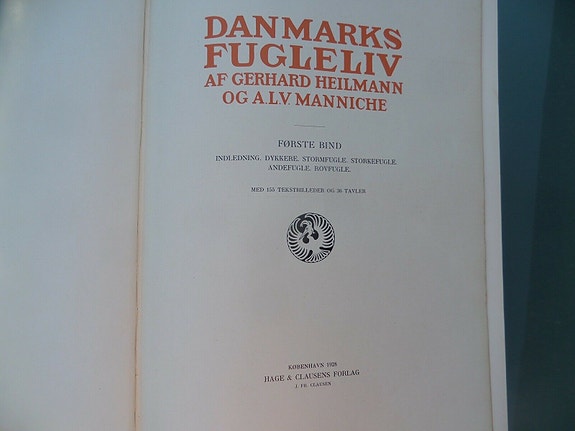 DANMARKS
FUGLELIV
AF GERHARD HEILMANN
OG A.L.V. MANNICHE
FØRSTE BIND
INDLEDNING. DYKKERE. STORMFUGLE. STORKEFUGLE.
ANDEFUGLE. ROVFUGLE.
MED 155 TEKSTBILLEDER OG 36 TAVLER
KØBENHAVN 1928
HAGE & CLAUSENS FORLAG
J. FR. CLAUSEN